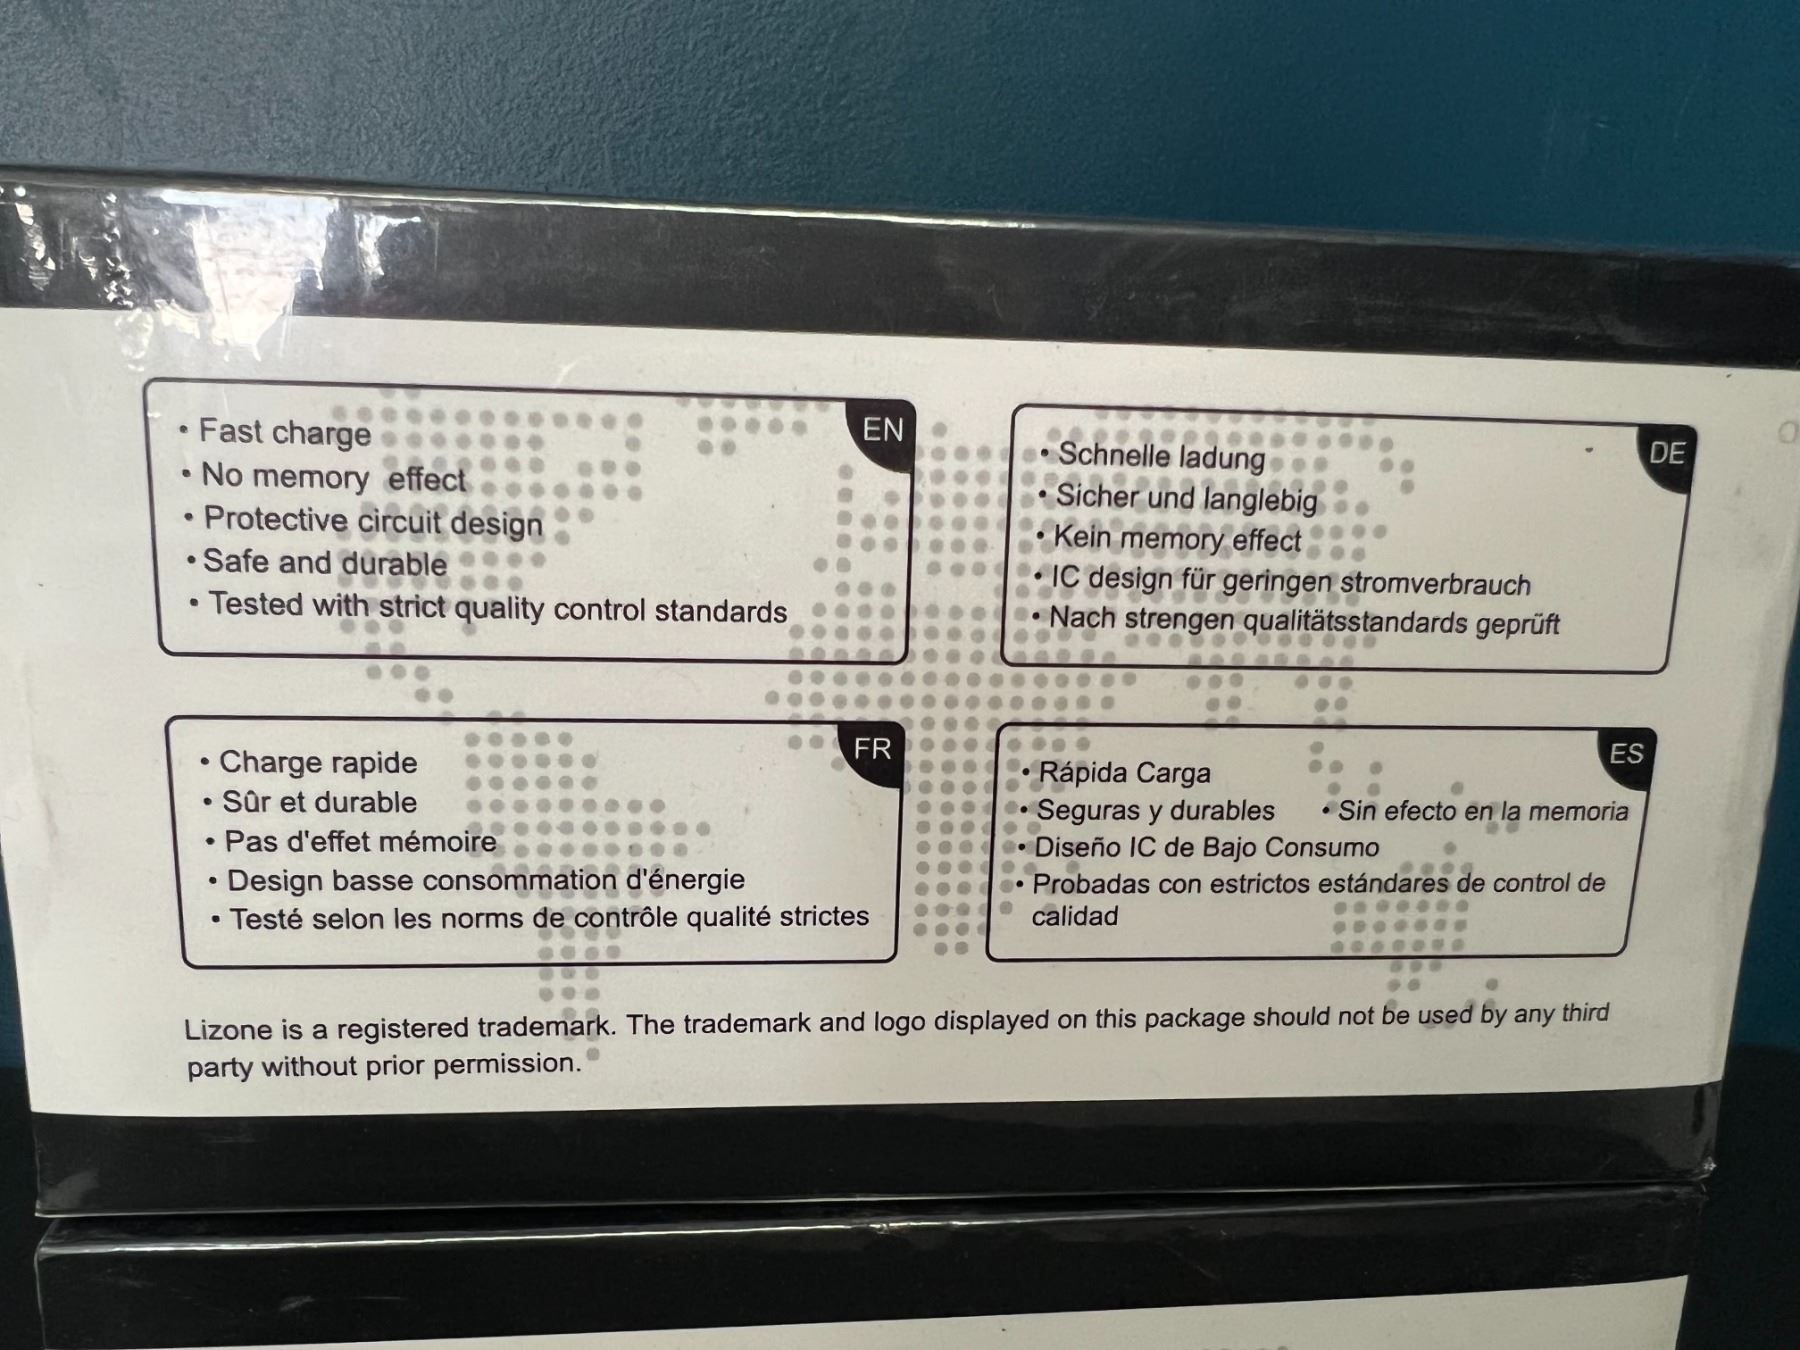 EN
• Fast charge
• No memory effect
• Protective circuit design
• Safe and durable
• Tested with strict quality control standards
DE
• Schnelle ladung
• Sicher und langlebig
• Kein memory effect
• IC design für geringen stromverbrauch
• Nach strengen qualitätsstandards geprüft
FR
• Charge rapide
• Sûr et durable
• Pas d'effet mémoire
• Design basse consommation d'énergie
• Testé selon les norms de contrôle qualité strictes
ES
• Rápida Carga
• Seguras y durables • Sin efecto en la memoria
• Diseño IC de Bajo Consumo
• Probadas con estrictos estándares de control de
calidad
Lizone is a registered trademark. The trademark and logo displayed on this package should not be used by any third
party without prior permission.